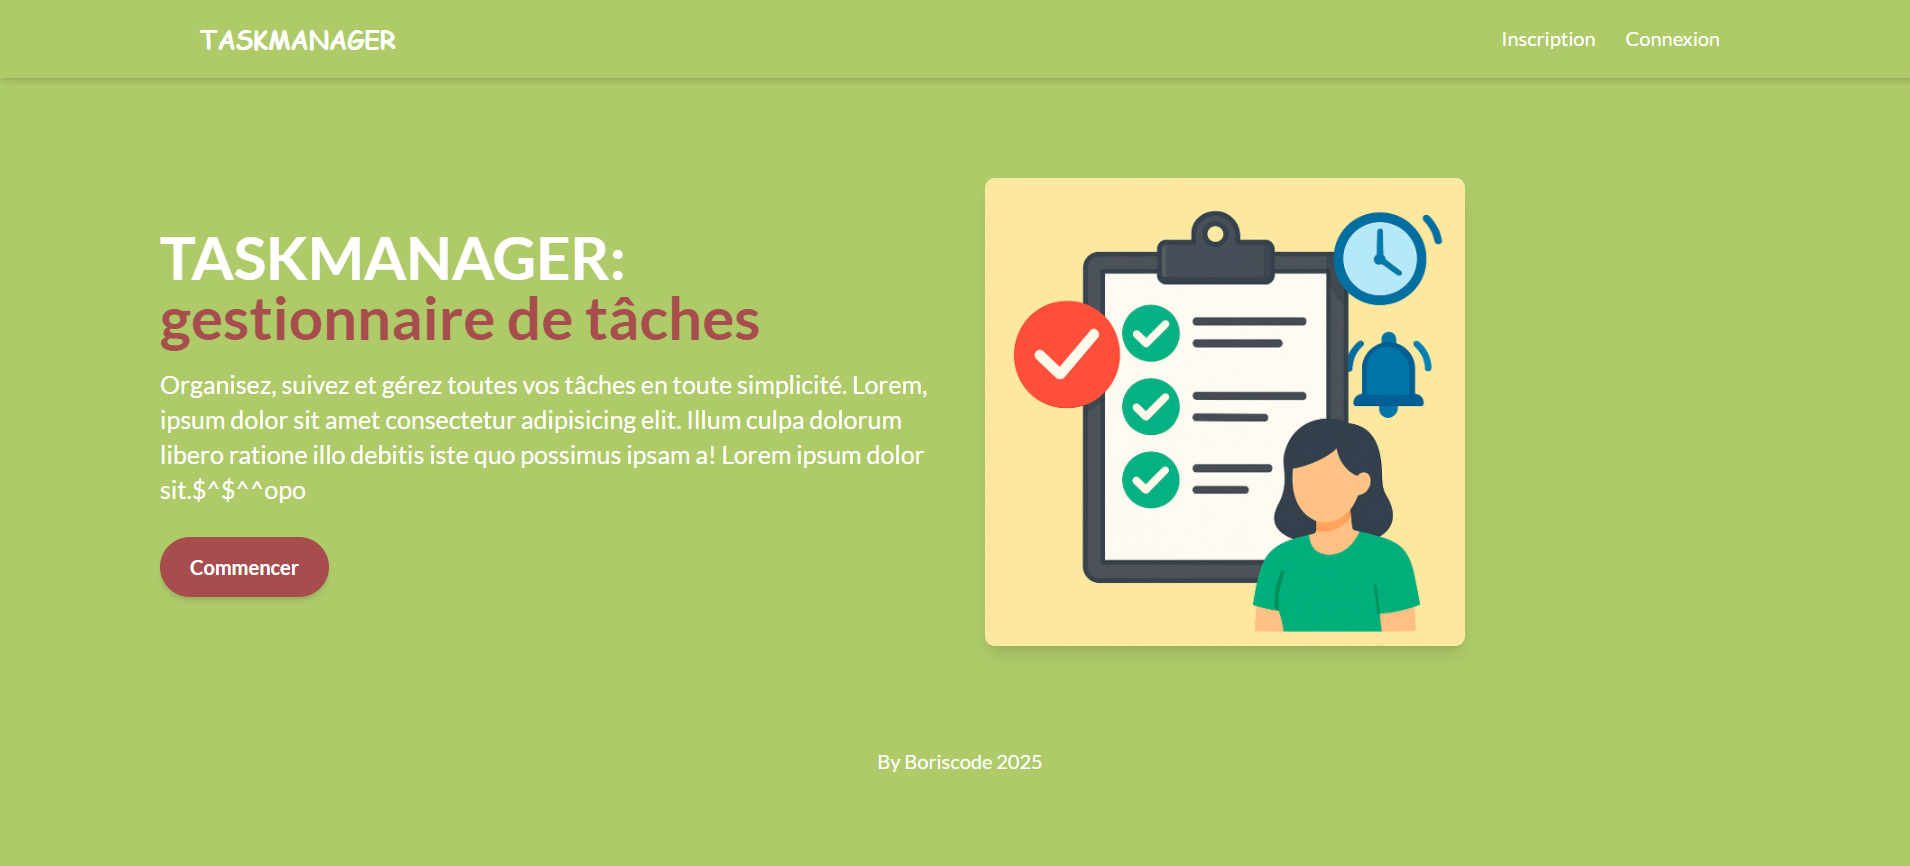 TASKMANAGER
Inscription
Connexion
TASKMANAGER:
gestionnaire de tâches
Organisez, suivez et gérez toutes vos tâches en toute simplicité. Lorem,
ipsum dolor sit amet consectetur adipisicing elit. Illum culpa dolorum
libero ratione illo debitis iste quo possimus ipsam a! Lorem ipsum dolor
sit.$^$^^opo
Commencer
By Boriscode 2025